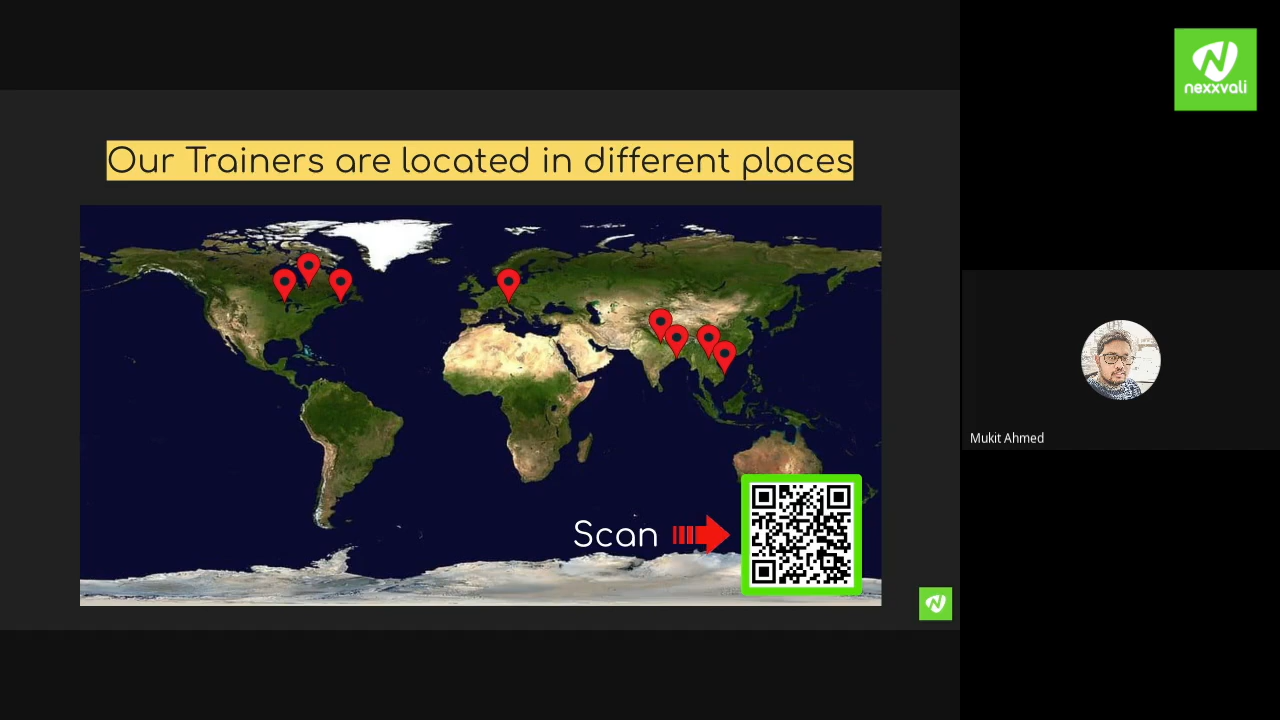 nexxvali
Our Trainers are located in different places
Scan
Mukit Ahmed